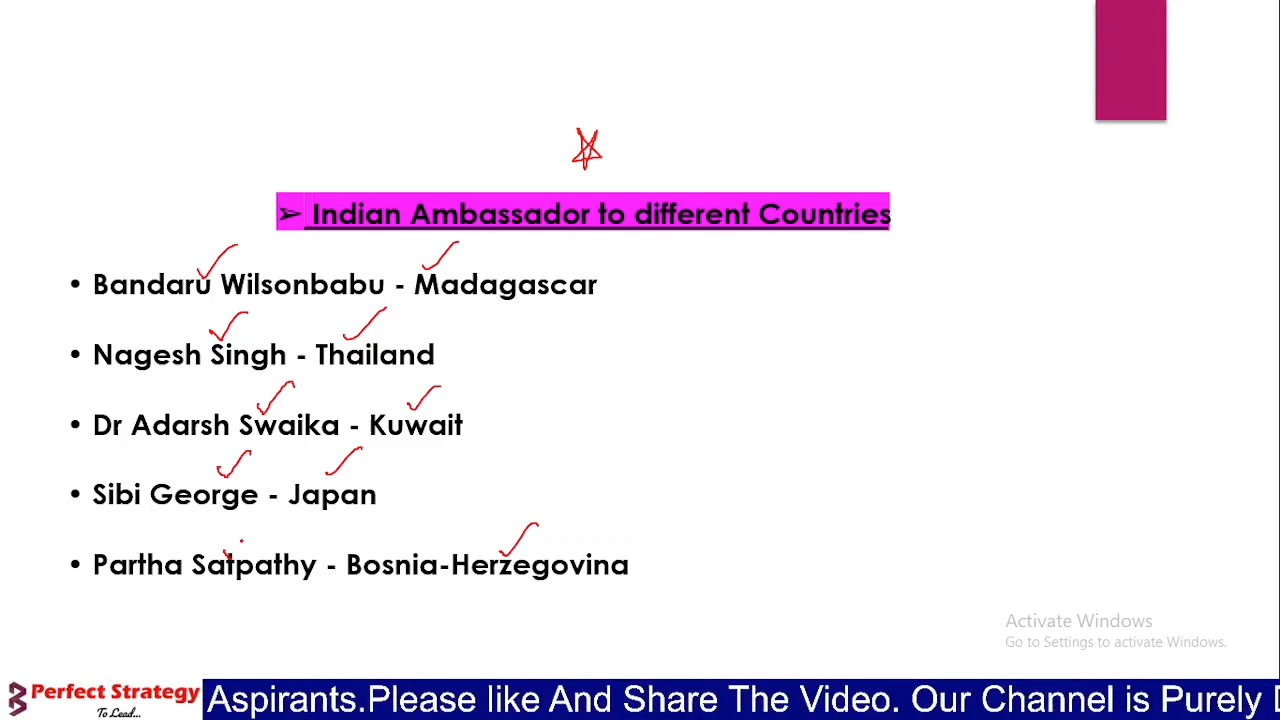 ➢ Indian Ambassador to different Countries
• Bandaru Wilsonbabu - Madagascar
• Nagesh Singh - Thailand
• Dr Adarsh Swaika - Kuwait
• Sibi George - Japan
• Partha Satpathy - Bosnia-Herzegovina
Activate Windows
Go to Settings to activate Windows.
Perfect Strategy
To Lead...
Aspirants.Please like And Share The Video. Our Channel is Purely